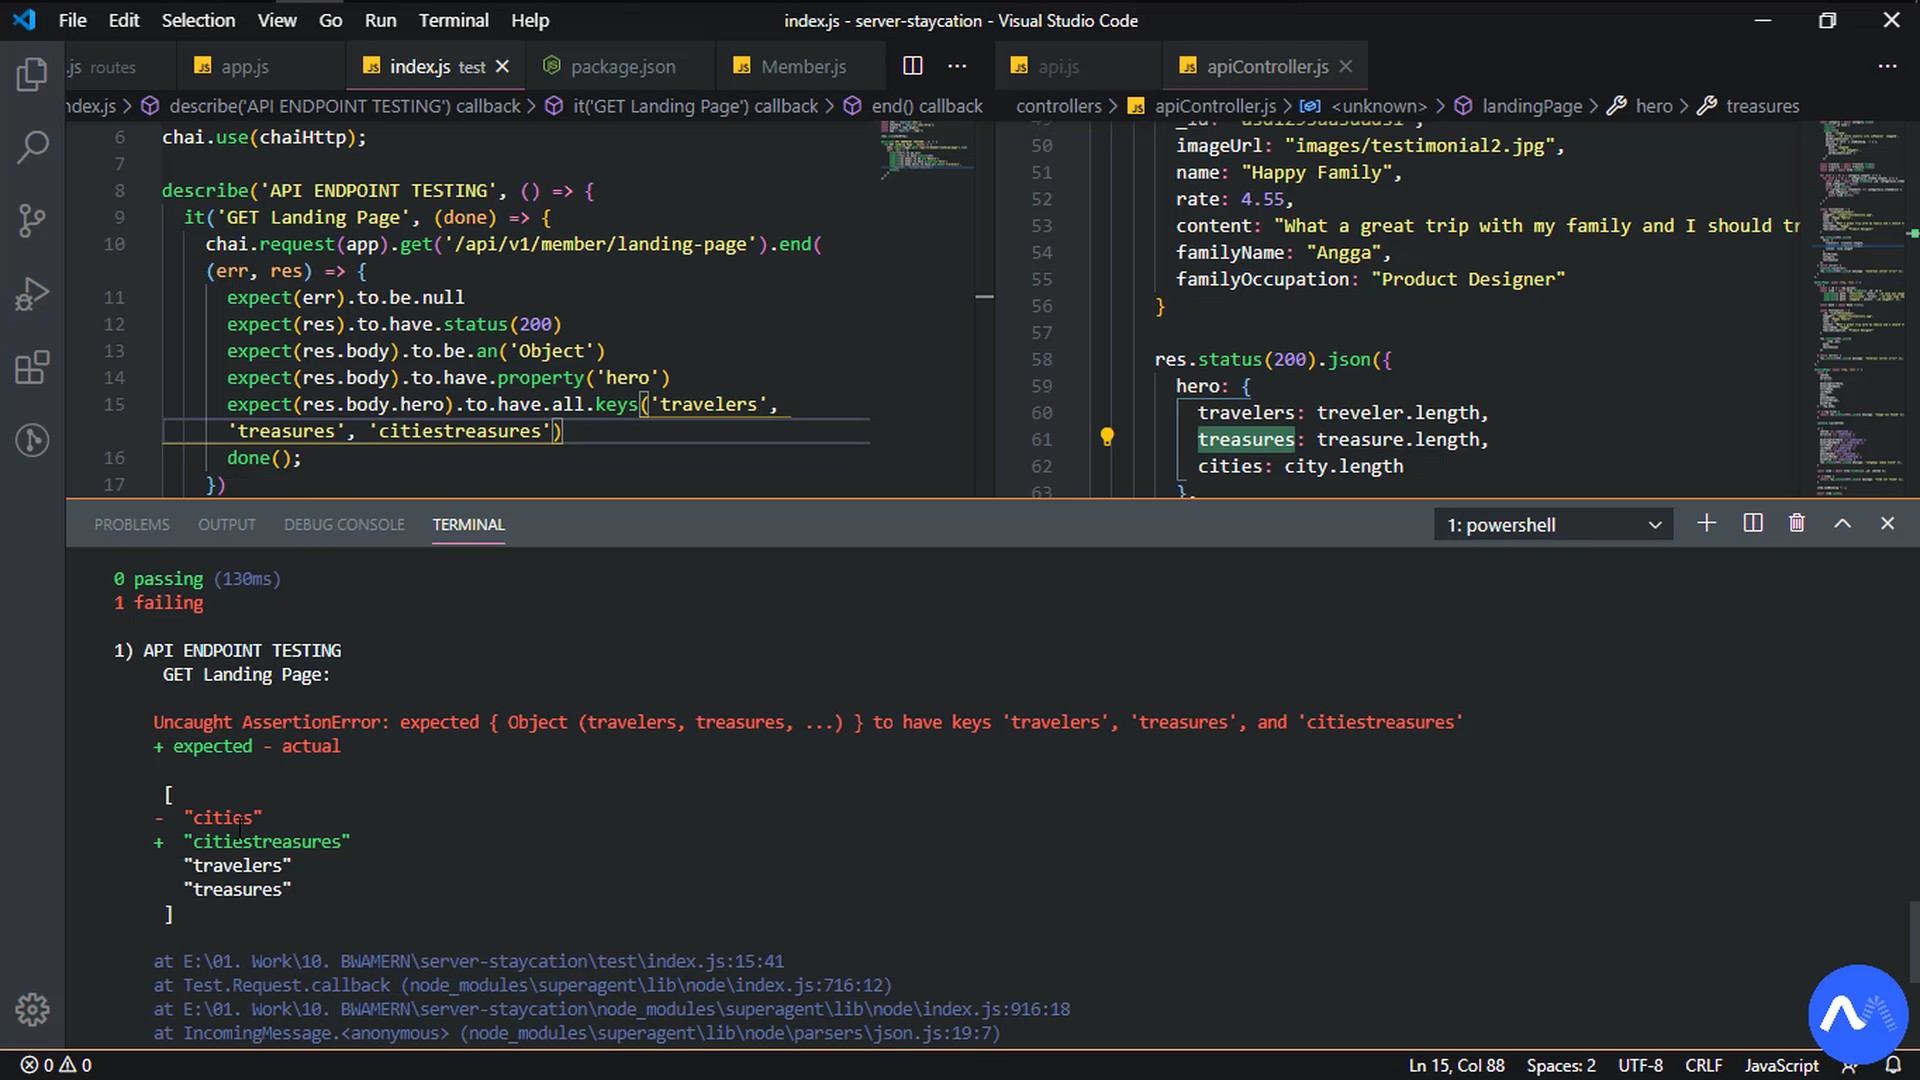 File Edit Selection View Go Run Terminal Help
index.js - server-staycation - Visual Studio Code
.js routes
app.js
index.js test
package.json
Member.js
api.js
apiController.js
ndex.js > describe('API ENDPOINT TESTING') callback > it('GET Landing Page') callback > end() callback
controllers > apiController.js > <unknown> > landingPage > hero > treasures
6 chai.use(chaiHttp);
7
8 describe('API ENDPOINT TESTING', () => {
9 it('GET Landing Page', (done) => {
10 chai.request(app).get('/api/v1/member/landing-page').end(
(err, res) => {
11 expect(err).to.be.null
12 expect(res).to.have.status(200)
13 expect(res.body).to.be.an('Object')
14 expect(res.body).to.have.property('hero')
15 expect(res.body.hero).to.have.all.keys('travelers',
'treasures', 'citiestreasures')
16 done();
17 })
50 imageUrl: "images/testimonial2.jpg",
51 name: "Happy Family",
52 rate: 4.55,
53 content: "What a great trip with my family and I should tr
54 familyName: "Angga",
55 familyOccupation: "Product Designer"
56 }
57
58 res.status(200).json({
59 hero: {
60 travelers: treveler.length,
61 treasures: treasure.length,
62 cities: city.length
63 },
PROBLEMS OUTPUT DEBUG CONSOLE TERMINAL
1: powershell
0 passing (130ms)
1 failing
1) API ENDPOINT TESTING
GET Landing Page:
Uncaught AssertionError: expected { Object (travelers, treasures, ...) } to have keys 'travelers', 'treasures', and 'citiestreasures'
+ expected - actual
[
- "cities"
+ "citiestreasures"
"travelers"
"treasures"
]
at E:\01. Work\10. BWAMERN\server-staycation\test\index.js:15:41
at Test.Request.callback (node_modules\superagent\lib\node\index.js:716:12)
at E:\01. Work\10. BWAMERN\server-staycation\node_modules\superagent\lib\node\index.js:916:18
at IncomingMessage.<anonymous> (node_modules\superagent\lib\node\parsers\json.js:19:7)
0 0
Ln 15, Col 88 Spaces: 2 UTF-8 CRLF JavaScript